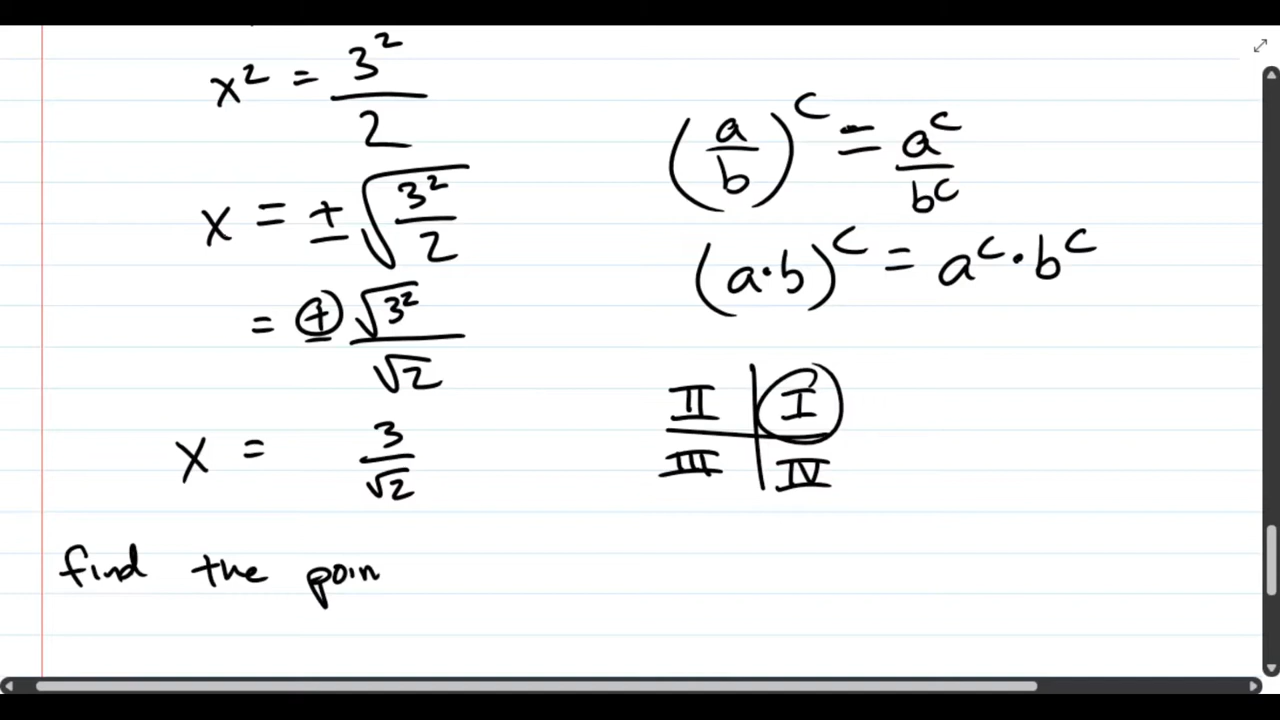 x² = 3²/2
x = ± √(3²/2)
= ± √3²/√2
x = 3/√2
find the poin
(a/b)^c = a^c/b^c
(a·b)^c = a^c · b^c
II I
III IV